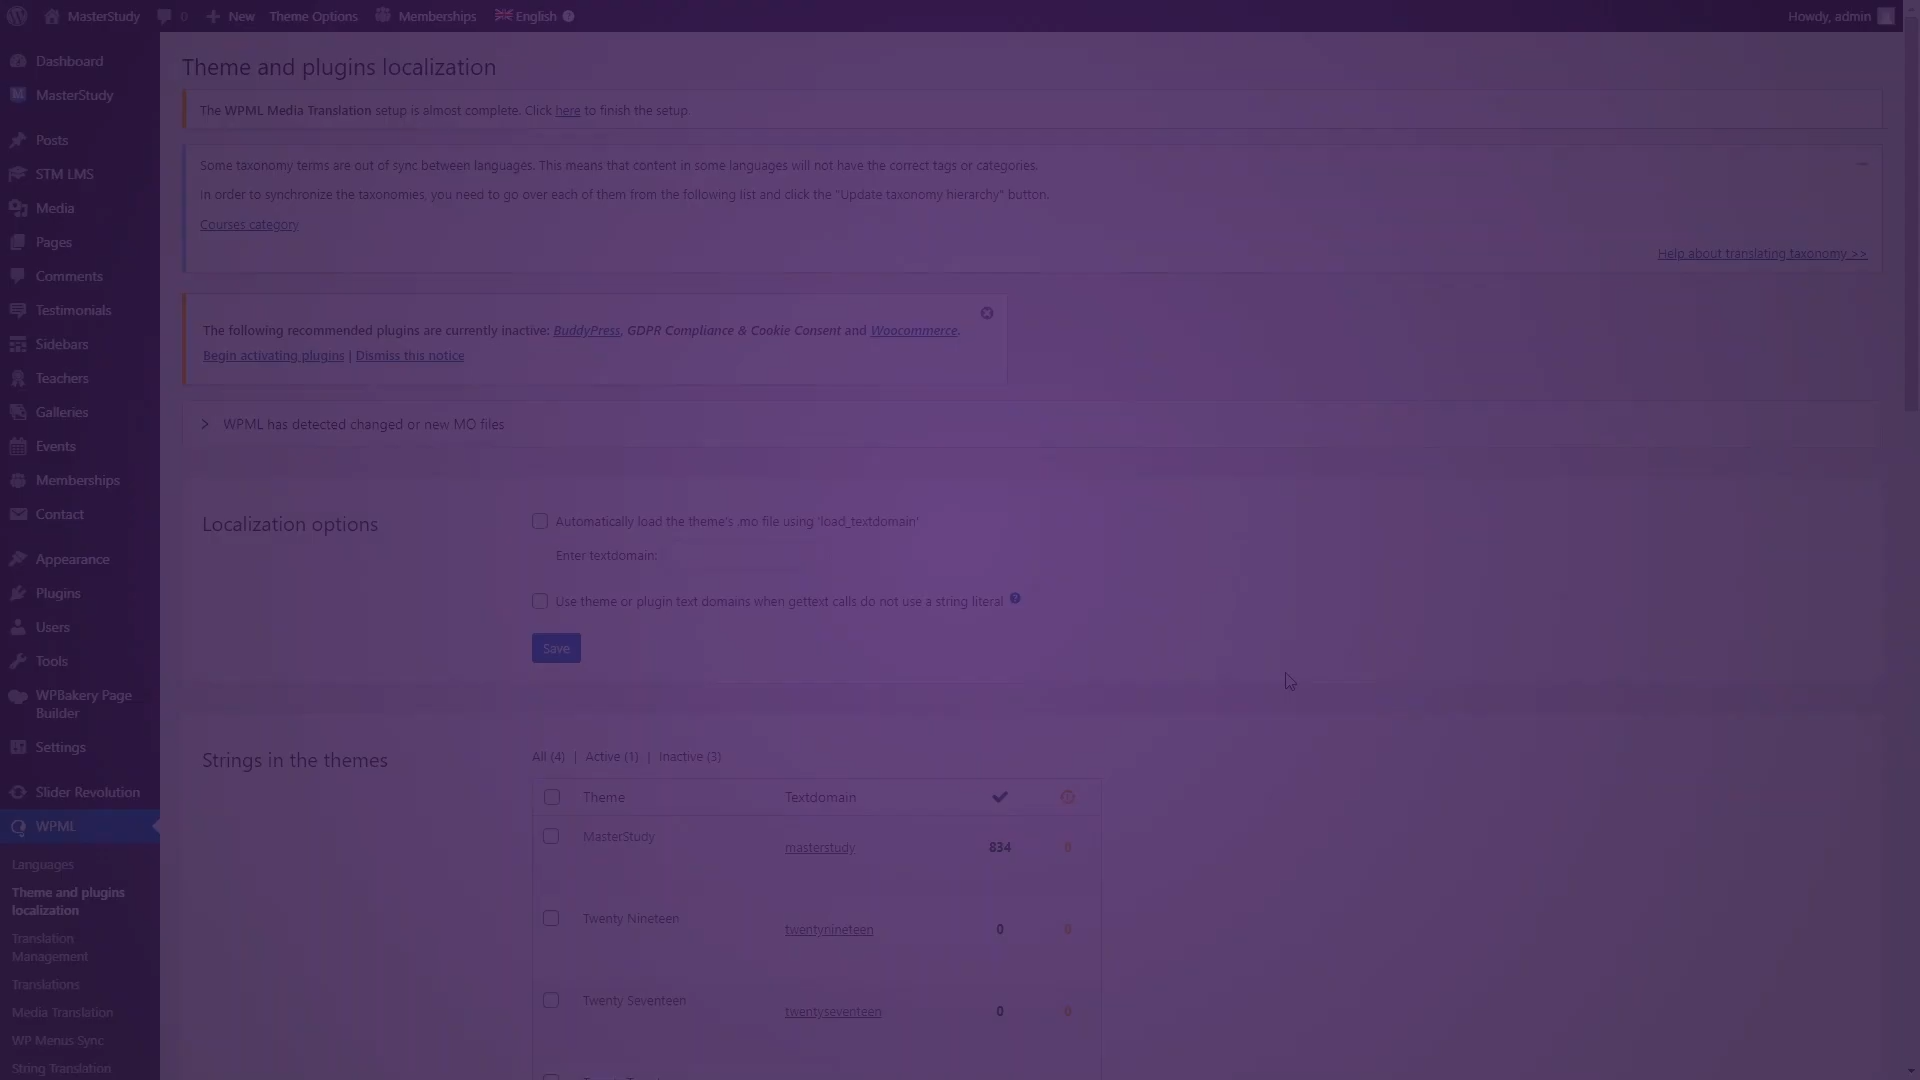 MasterStudy 0 New Theme Options Memberships English Howdy, admin
Dashboard
MasterStudy
Posts
STM LMS
Media
Pages
Comments
Testimonials
Sidebars
Teachers
Galleries
Events
Memberships
Contact
Appearance
Plugins
Users
Tools
WPBakery Page
Builder
Settings
Slider Revolution
WPML
Languages
Theme and plugins
localization
Translation
Management
Translations
Media Translation
WP Menus Sync
String Translation
Theme and plugins localization
The WPML Media Translation setup is almost complete. Click here to finish the setup.
Some taxonomy terms are out of sync between languages. This means that content in some languages will not have the correct tags or categories.
In order to synchronize the taxonomies, you need to go over each of them from the following list and click the "Update taxonomy hierarchy" button.
Courses category
Help about translating taxonomy >>
The following recommended plugins are currently inactive: BuddyPress, GDPR Compliance & Cookie Consent and Woocommerce.
Begin activating plugins | Dismiss this notice
WPML has detected changed or new MO files
Localization options
Automatically load the theme's .mo file using 'load_textdomain'
Enter textdomain:
Use theme or plugin text domains when gettext calls do not use a string literal
Save
Strings in the themes
All (4) | Active (1) | Inactive (3)
Theme Textdomain
MasterStudy masterstudy 834 0
Twenty Nineteen twentynineteen 0 0
Twenty Seventeen twentyseventeen 0 0